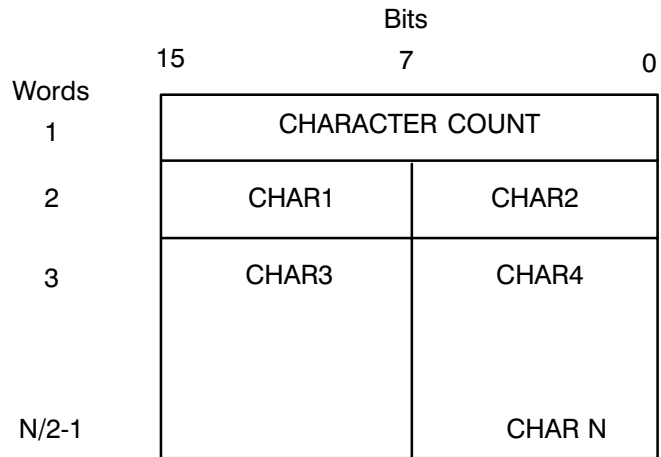 Bits
15 7 0
Words
1 CHARACTER COUNT
2 CHAR1 CHAR2
3 CHAR3 CHAR4
N/2-1 CHAR N